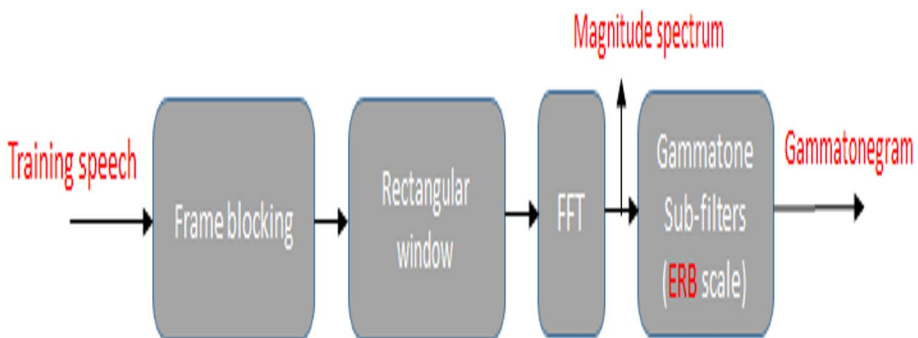 Magnitude spectrum
Training speech
Frame blocking
Rectangular
window
FFT
Gammatone
Sub-filters
(ERB scale)
Gammatonegram